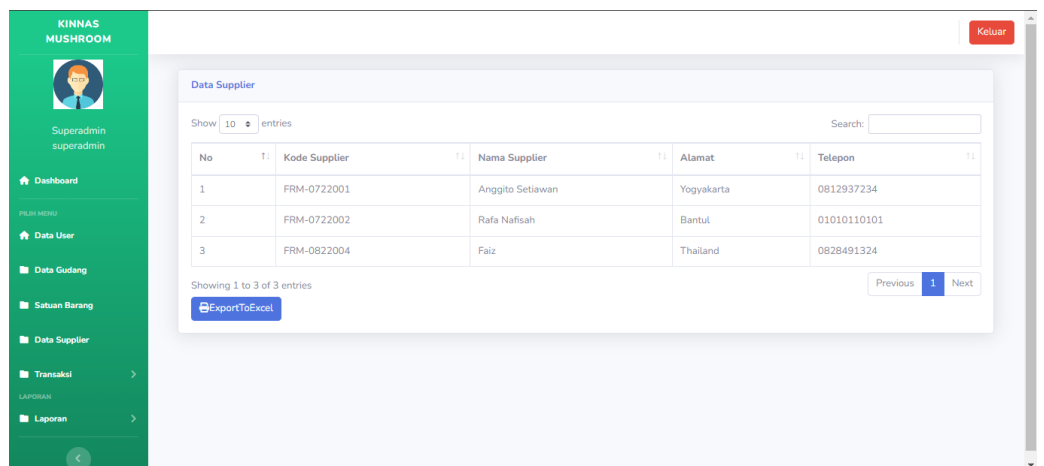 KINNAS
MUSHROOM
Keluar
Superadmin
superadmin
Dashboard
PILIH MENU
Data User
Data Gudang
Satuan Barang
Data Supplier
Transaksi
LAPORAN
Laporan
Data Supplier
Show 10 entries
Search:
No Kode Supplier Nama Supplier Alamat Telepon
1 FRM-0722001 Anggito Setiawan Yogyakarta 0812937234
2 FRM-0722002 Rafa Nafisah Bantul 01010110101
3 FRM-0822004 Faiz Thailand 0828491324
Showing 1 to 3 of 3 entries
Previous 1 Next
ExportToExcel